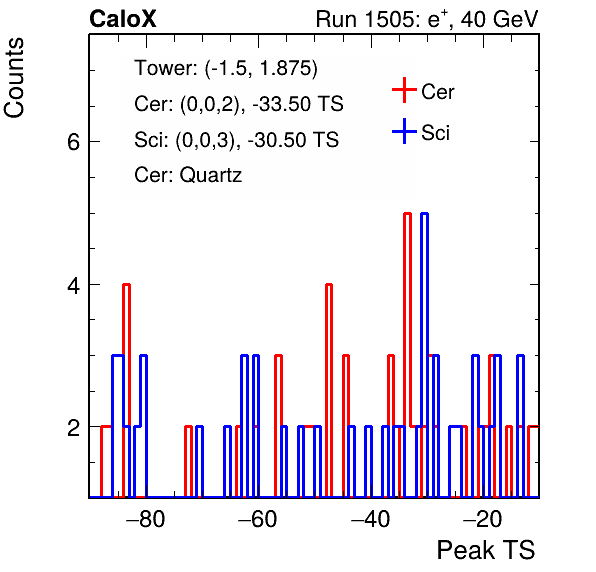 CaloX Run 1505: e+, 40 GeV
Counts
Tower: (-1.5, 1.875)
Cer: (0,0,2), -33.50 TS
Sci: (0,0,3), -30.50 TS
Cer: Quartz
Cer
Sci
6
4
2
−80 −60 −40 −20
Peak TS